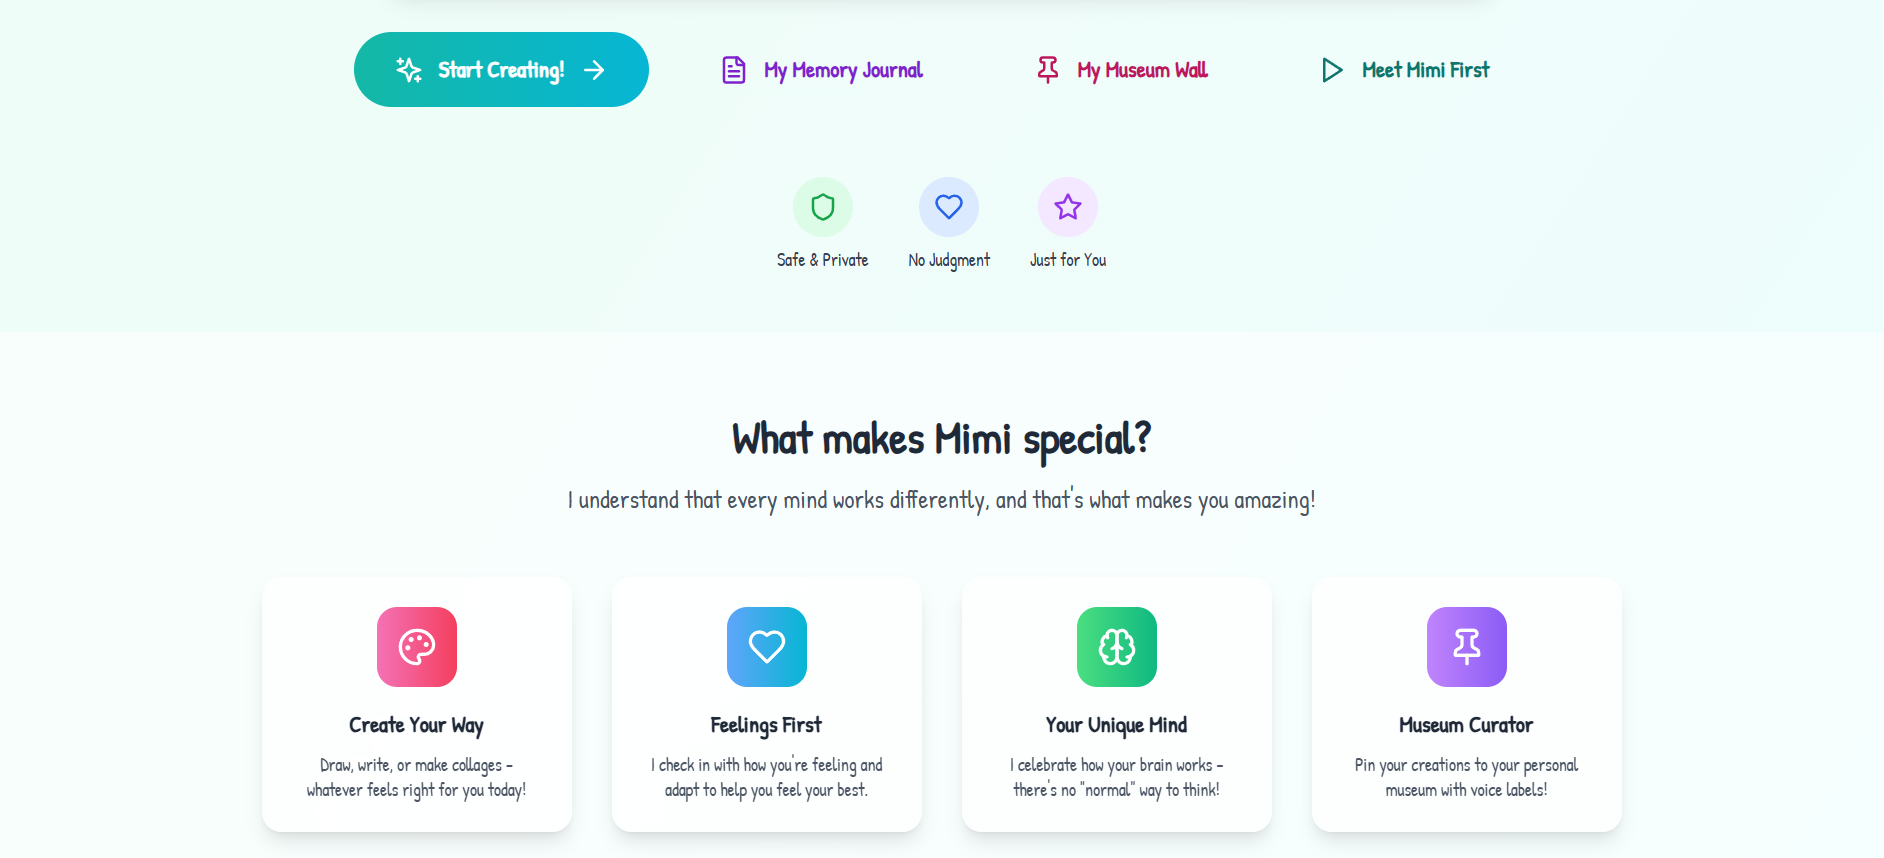 Start Creating!
My Memory Journal
My Museum Wall
Meet Mimi First
Safe & Private
No Judgment
Just for You
What makes Mimi special?
I understand that every mind works differently, and that's what makes you amazing!
Create Your Way
Draw, write, or make collages -
whatever feels right for you today!
Feelings First
I check in with how you're feeling and
adapt to help you feel your best.
Your Unique Mind
I celebrate how your brain works -
there's no "normal" way to think!
Museum Curator
Pin your creations to your personal
museum with voice labels!